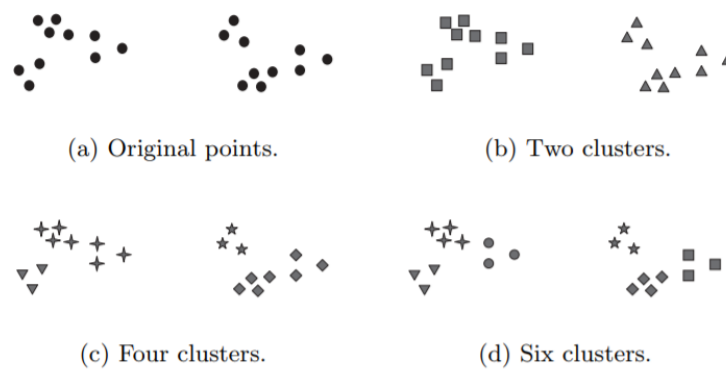 (a) Original points.
(b) Two clusters.
(c) Four clusters.
(d) Six clusters.